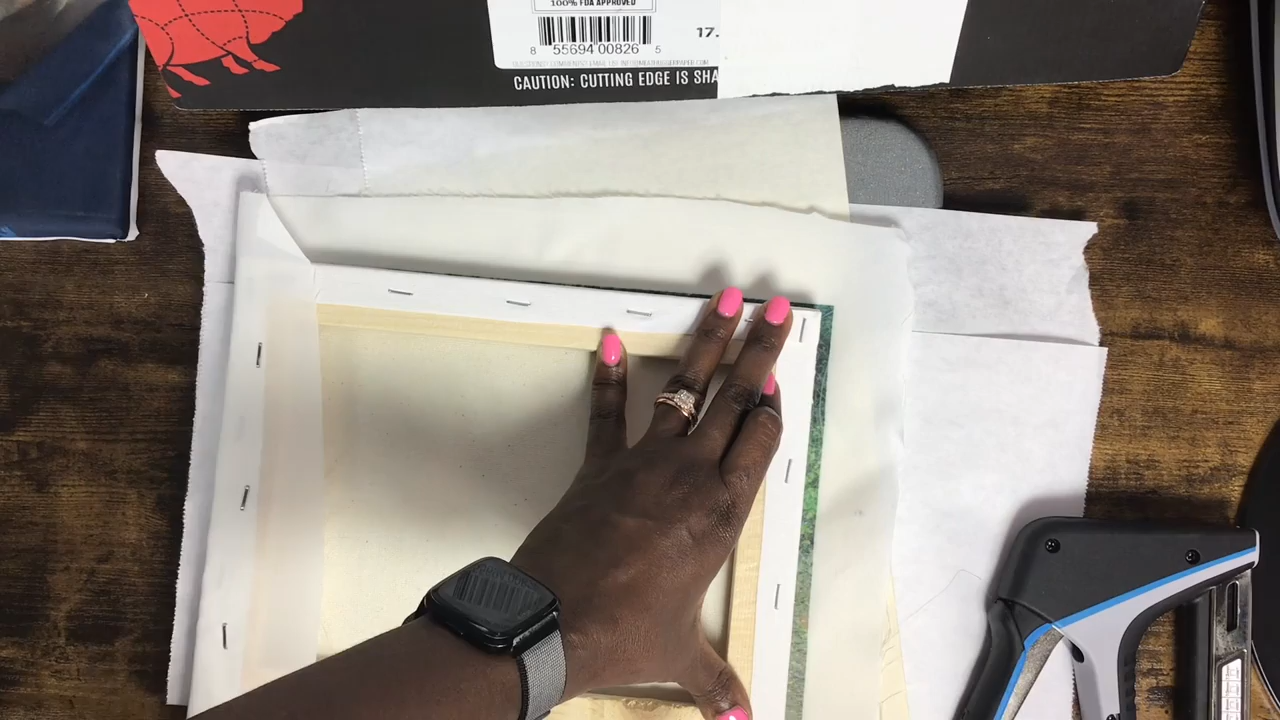 100% FDA APPROVED
17.
8 55694 00826 5
CAUTION: CUTTING EDGE IS SHA